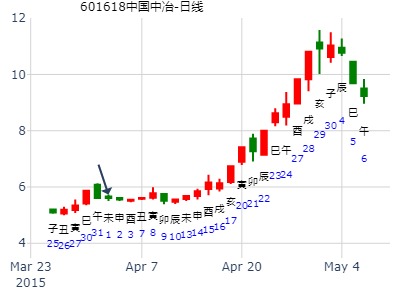 601618中国中冶-日线
12
10
8
6
4
子 丑 寅 巳 午 未 申 酉 丑 寅 卯 辰 未 申 酉 戌 亥 寅 卯 辰 巳 午 酉 戌 亥 子 辰 巳 午
25 26 27 30 31 1 2 3 7 8 9 10 13 14 15 16 17 20 21 22 23 24 27 28 29 30 4 5 6
Mar 23 Apr 7 Apr 20 May 4
2015